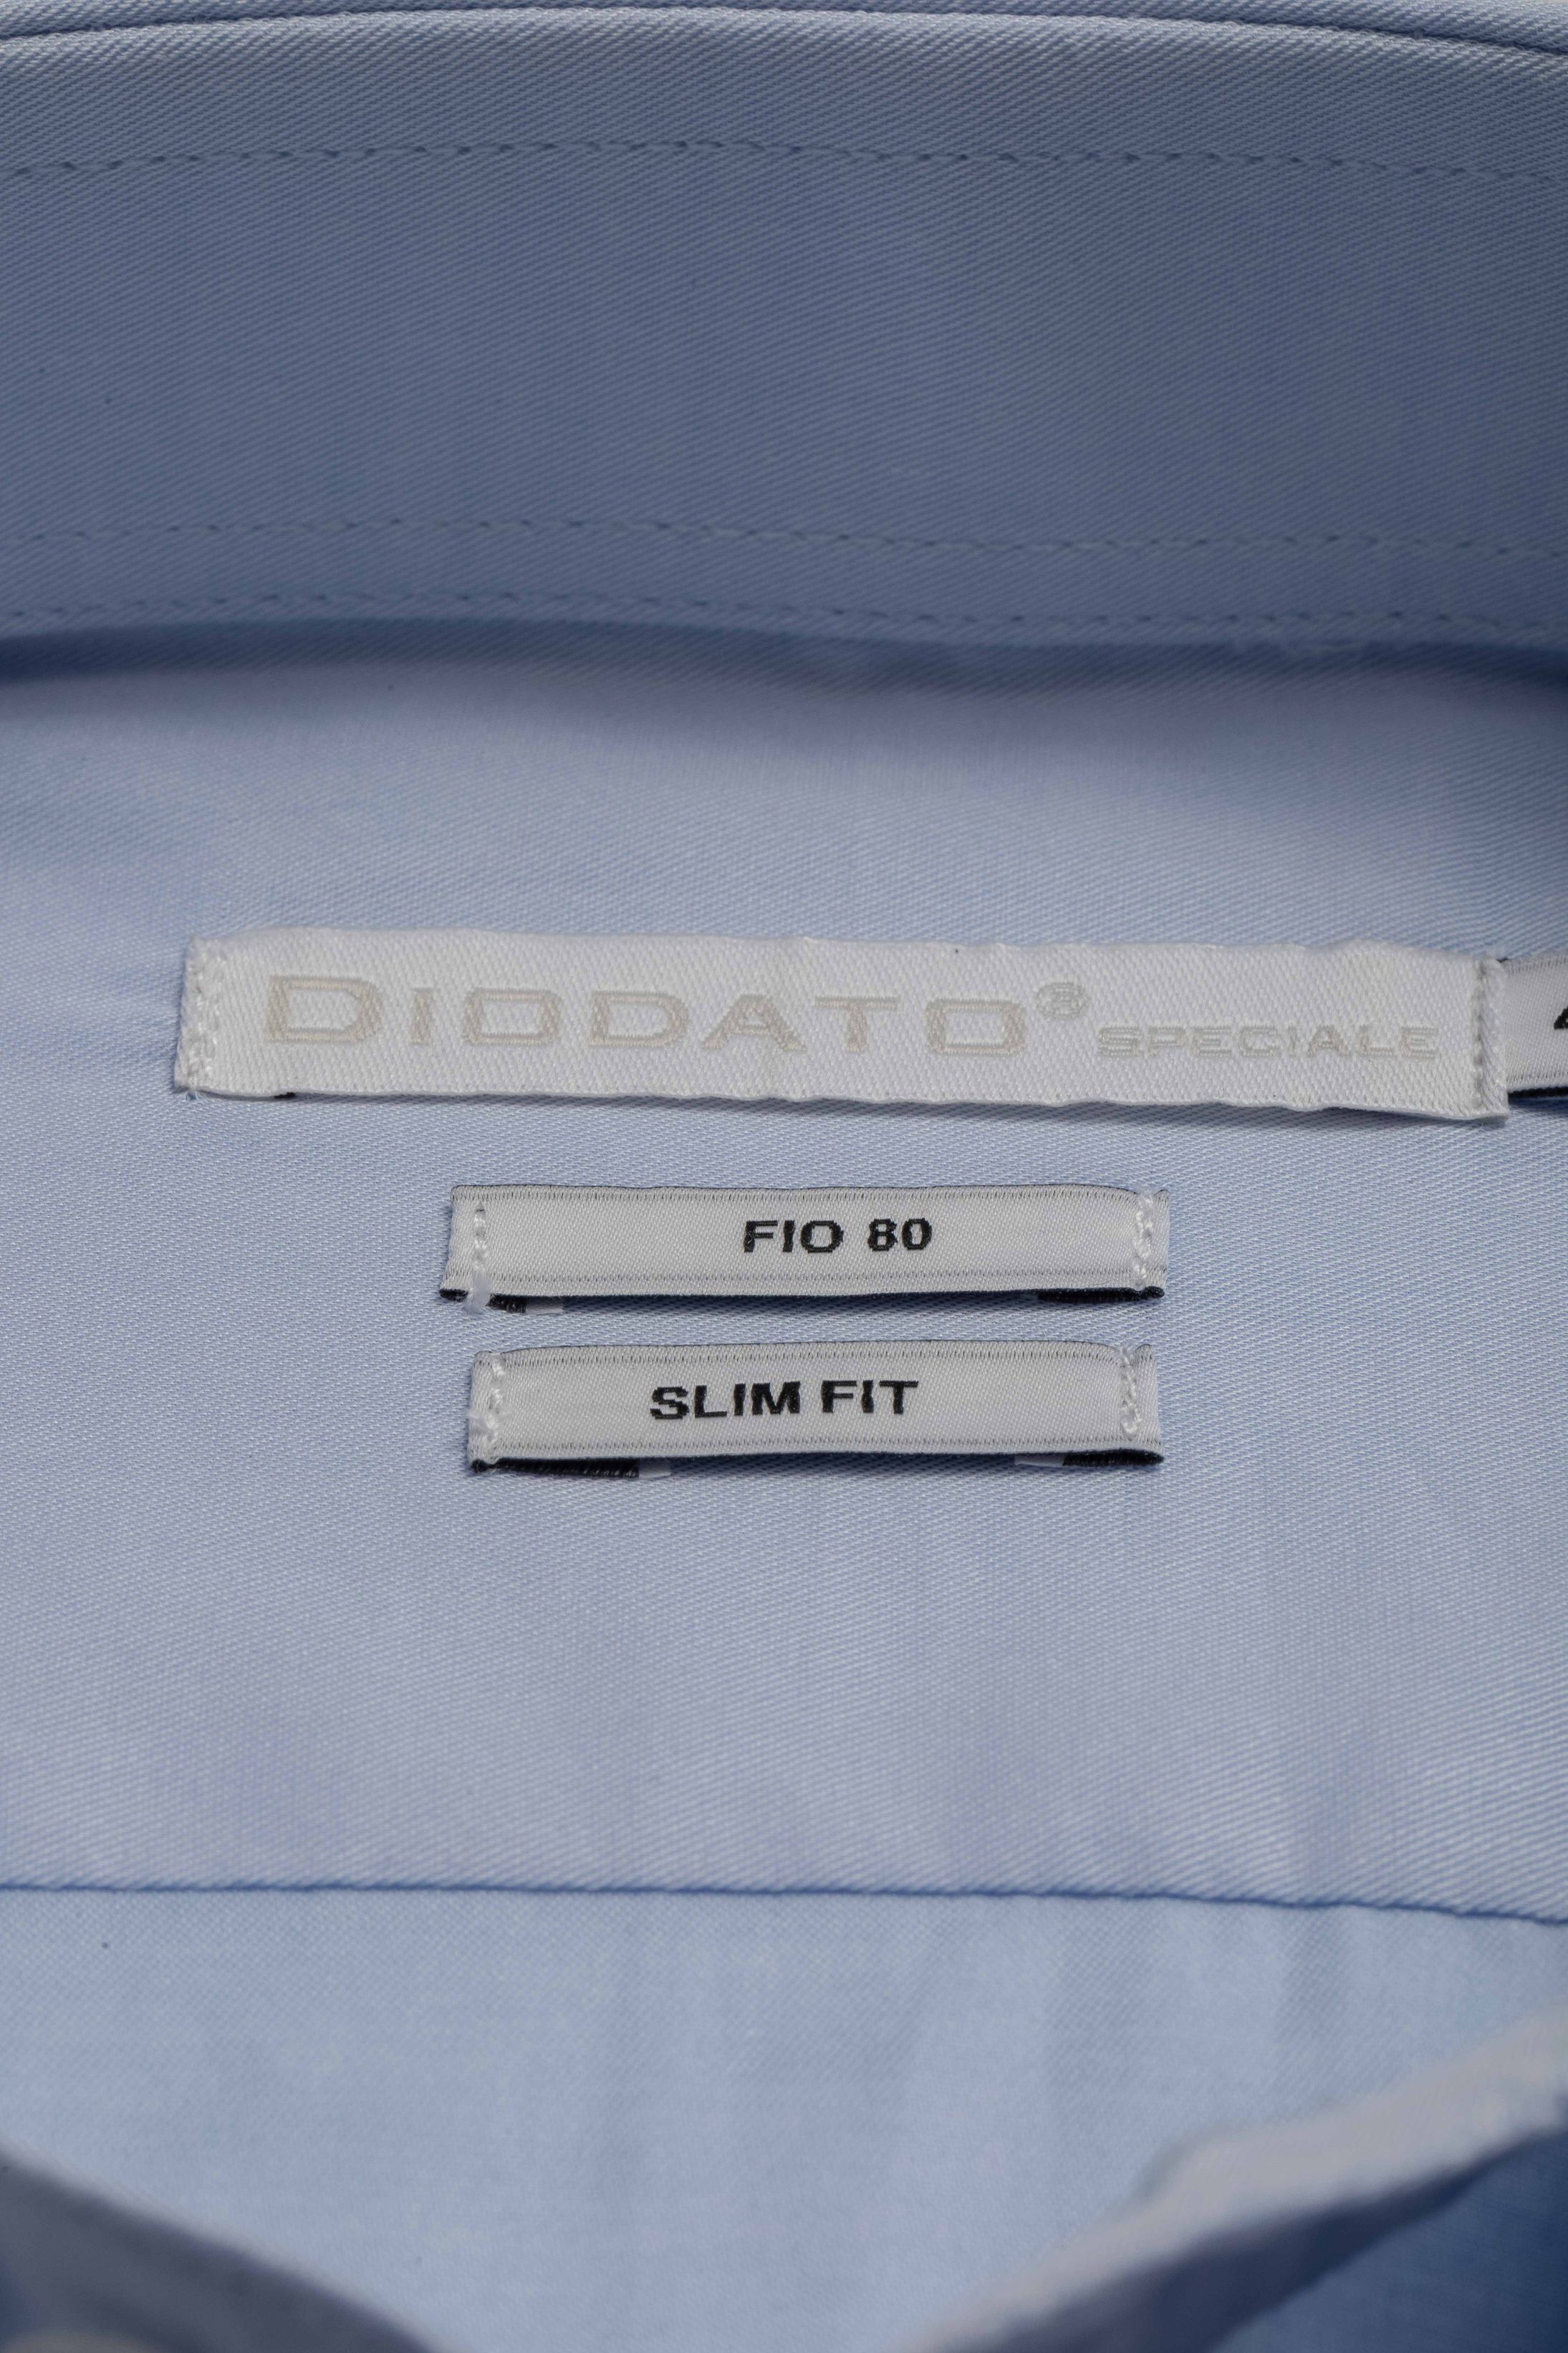 DIODATO® SPECIALE
FIO 80
SLIM FIT